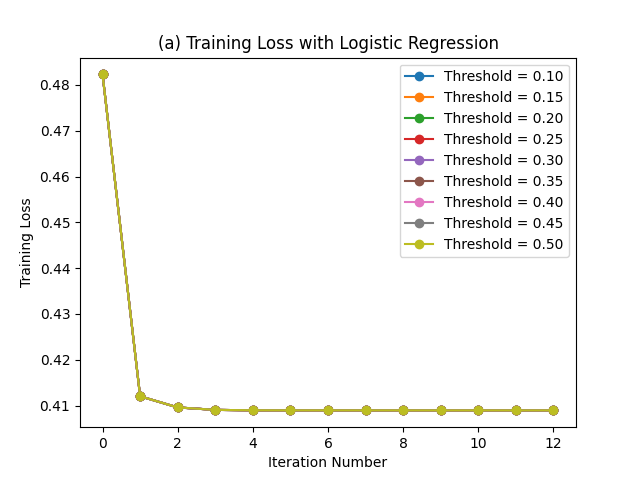 (a) Training Loss with Logistic Regression
Training Loss
0.48
0.47
0.46
0.45
0.44
0.43
0.42
0.41
Threshold = 0.10
Threshold = 0.15
Threshold = 0.20
Threshold = 0.25
Threshold = 0.30
Threshold = 0.35
Threshold = 0.40
Threshold = 0.45
Threshold = 0.50
0 2 4 6 8 10 12
Iteration Number